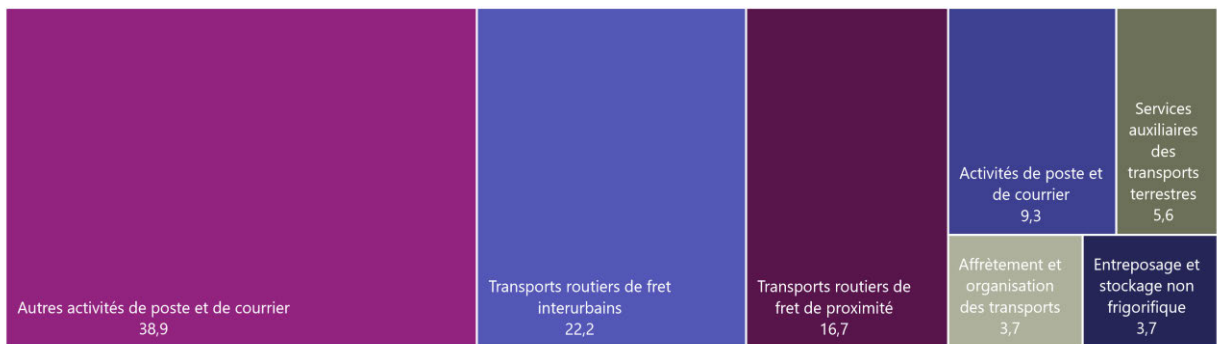 Autres activités de poste et de courrier
38,9
Transports routiers de fret
interurbains
22,2
Transports routiers de
fret de proximité
16,7
Activités de poste et
de courrier
9,3
Services
auxiliaires
des
transports
terrestres
5,6
Affrètement et
organisation
des transports
3,7
Entreposage et
stockage non
frigorifique
3,7